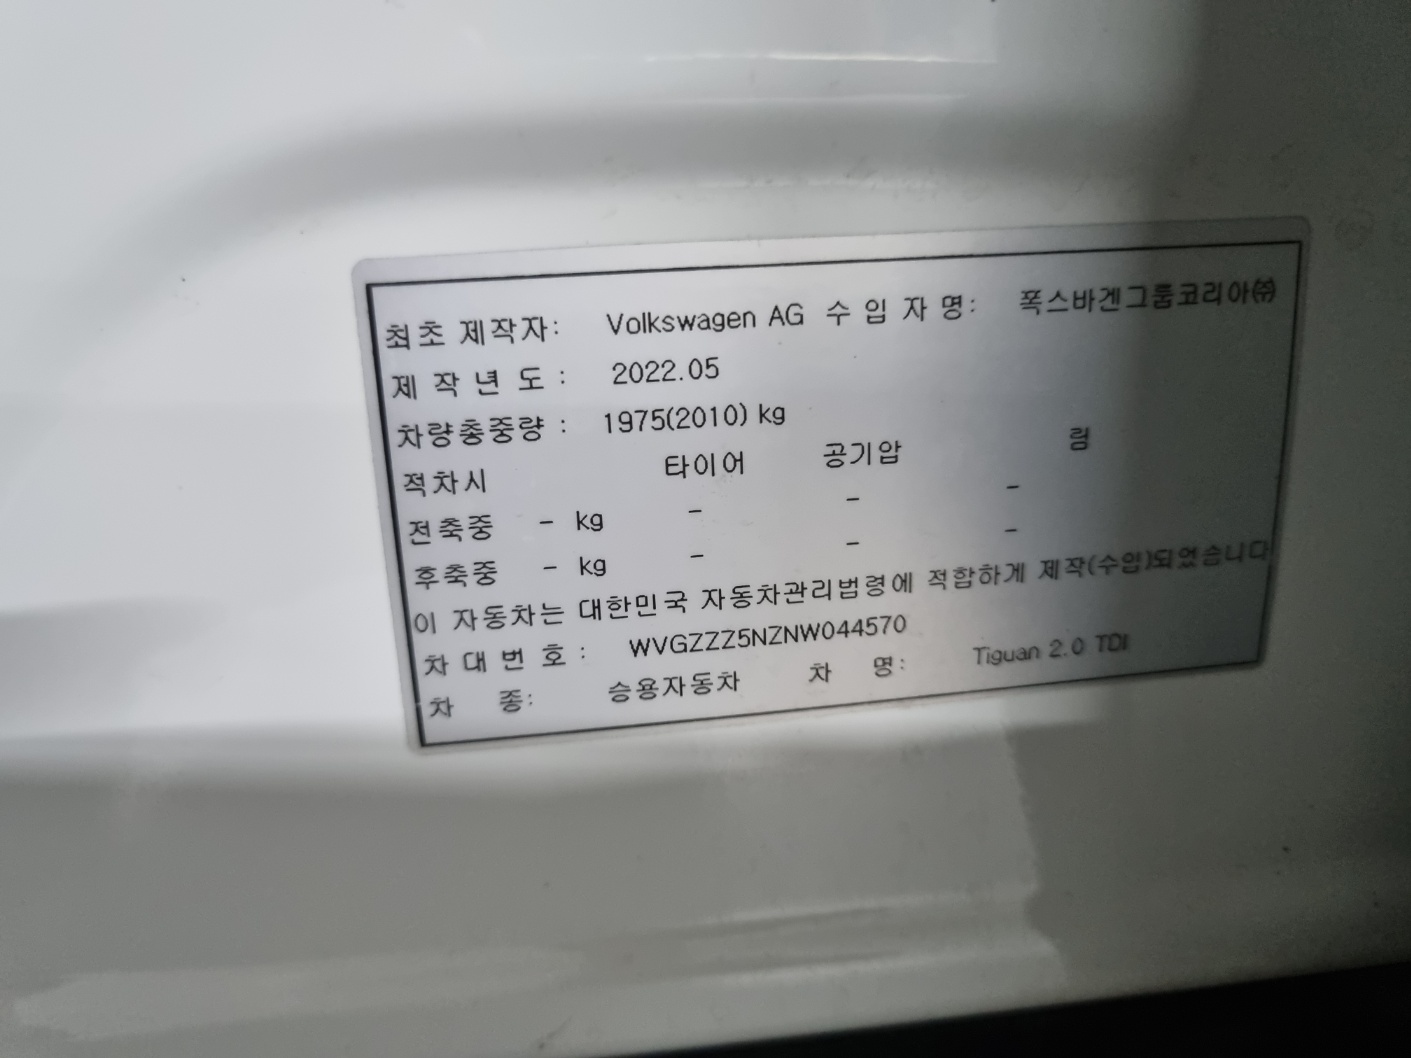 최초 제작자: Volkswagen AG 수 입 자 명: 폭스바겐그룹코리아㈜
제 작 년 도 : 2022.05
차량총중량 : 1975(2010) kg
적차시 타이어 공기압 림
전축중 - kg - - -
후축중 - kg - - -
이 자동차는 대한민국 자동차관리법령에 적합하게 제작(수입)되었습니다
차 대 번 호 : WVGZZZ5NZNW044570
차 종: 승용자동차 차 명: Tiguan 2.0 TDI